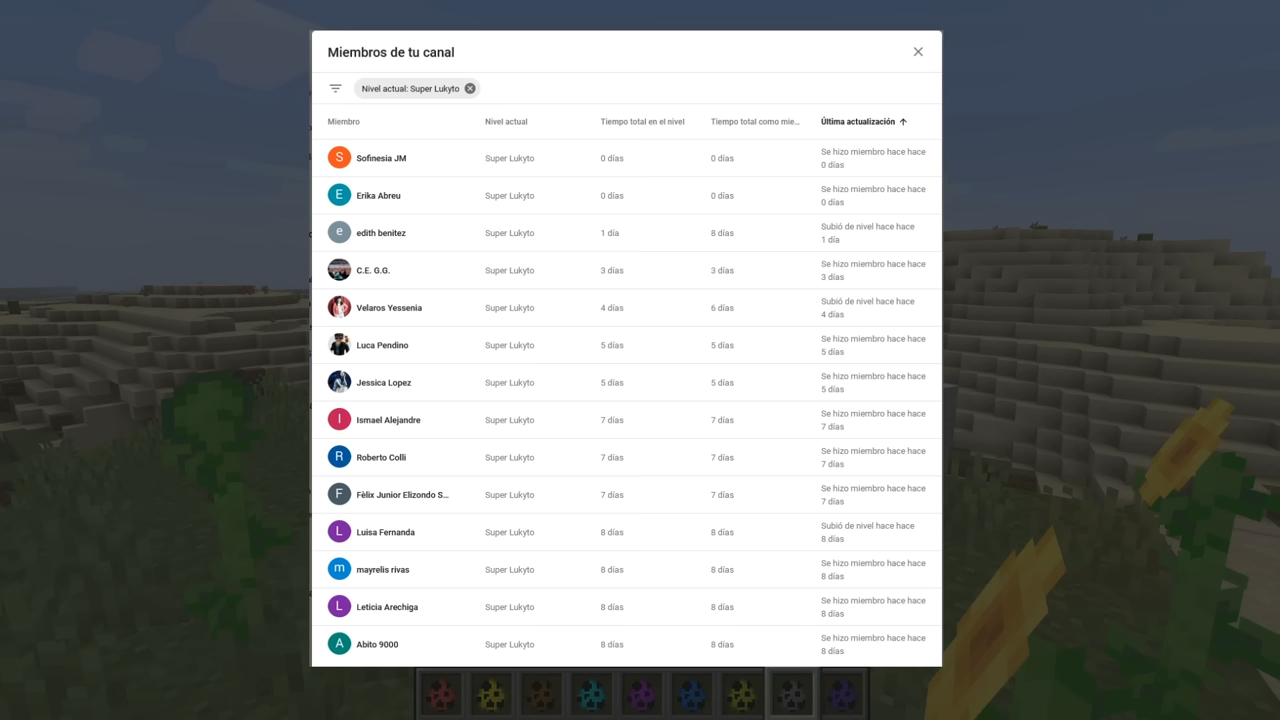 Miembros de tu canal
Nivel actual: Super Lukyto
Miembro Nivel actual Tiempo total en el nivel Tiempo total como mie... Última actualización
S Sofinesia JM Super Lukyto 0 días 0 días Se hizo miembro hace hace
0 días
E Erika Abreu Super Lukyto 0 días 0 días Se hizo miembro hace hace
0 días
e edith benitez Super Lukyto 1 día 8 días Subió de nivel hace hace
1 día
C.E. G.G. Super Lukyto 3 días 3 días Se hizo miembro hace hace
3 días
Velaros Yessenia Super Lukyto 4 días 6 días Subió de nivel hace hace
4 días
Luca Pendino Super Lukyto 5 días 5 días Se hizo miembro hace hace
5 días
Jessica Lopez Super Lukyto 5 días 5 días Se hizo miembro hace hace
5 días
I Ismael Alejandre Super Lukyto 7 días 7 días Se hizo miembro hace hace
7 días
R Roberto Colli Super Lukyto 7 días 7 días Se hizo miembro hace hace
7 días
F Fèlix Junior Elizondo S... Super Lukyto 7 días 7 días Se hizo miembro hace hace
7 días
L Luisa Fernanda Super Lukyto 8 días 8 días Subió de nivel hace hace
8 días
m mayrelis rivas Super Lukyto 8 días 8 días Se hizo miembro hace hace
8 días
L Leticia Arechiga Super Lukyto 8 días 8 días Se hizo miembro hace hace
8 días
A Abito 9000 Super Lukyto 8 días 8 días Se hizo miembro hace hace
8 días